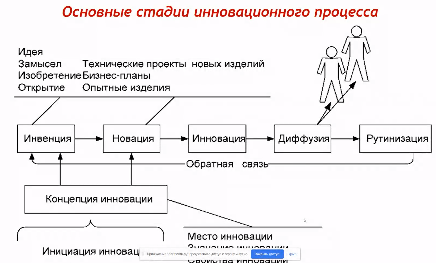 Основные стадии инновационного процесса
Идея
Замысел Технические проекты новых изделий
Изобретение Бизнес-планы
Открытие Опытные изделия
Инвенция Новация Инновация Диффузия Рутинизация
Обратная связь
Концепция инновации
Место инновации
Инициация инновации